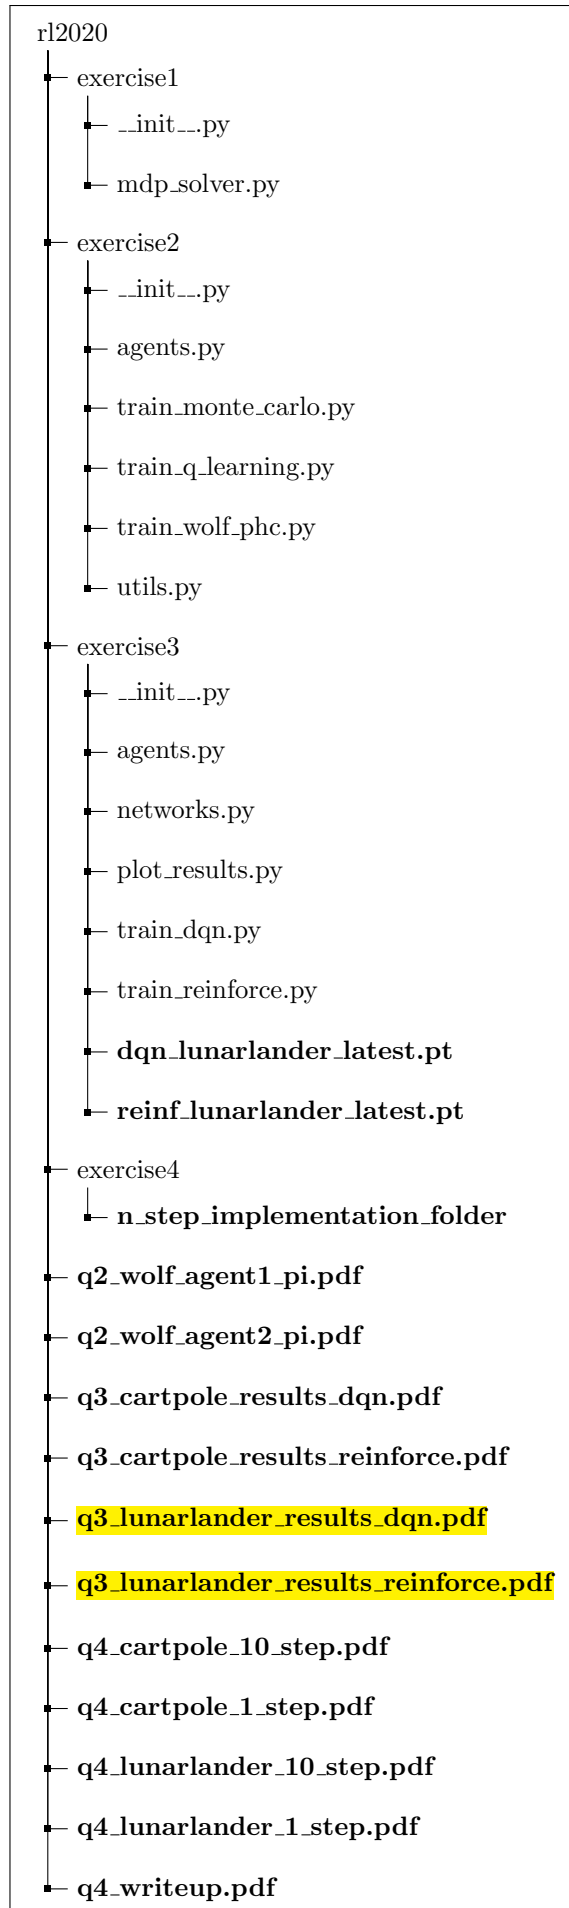 rl2020
exercise1
__init__.py
mdp_solver.py
exercise2
__init__.py
agents.py
train_monte_carlo.py
train_q_learning.py
train_wolf_phc.py
utils.py
exercise3
__init__.py
agents.py
networks.py
plot_results.py
train_dqn.py
train_reinforce.py
dqn_lunarlander_latest.pt
reinf_lunarlander_latest.pt
exercise4
n_step_implementation_folder
q2_wolf_agent1_pi.pdf
q2_wolf_agent2_pi.pdf
q3_cartpole_results_dqn.pdf
q3_cartpole_results_reinforce.pdf
q3_lunarlander_results_dqn.pdf
q3_lunarlander_results_reinforce.pdf
q4_cartpole_10_step.pdf
q4_cartpole_1_step.pdf
q4_lunarlander_10_step.pdf
q4_lunarlander_1_step.pdf
q4_writeup.pdf